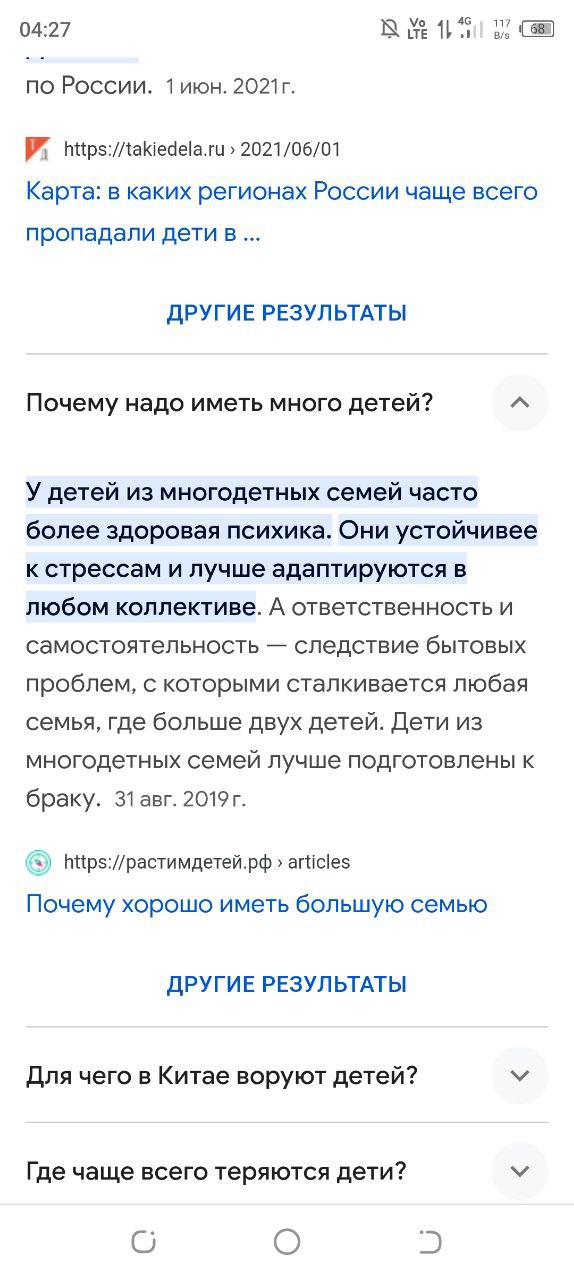 04:27
Vo LTE 4G 117 B/s 68
по России. 1 июн. 2021 г.
https://takiedela.ru › 2021/06/01
Карта: в каких регионах России чаще всего
пропадали дети в ...
ДРУГИЕ РЕЗУЛЬТАТЫ
Почему надо иметь много детей?
У детей из многодетных семей часто
более здоровая психика. Они устойчивее
к стрессам и лучше адаптируются в
любом коллективе. А ответственность и
самостоятельность — следствие бытовых
проблем, с которыми сталкивается любая
семья, где больше двух детей. Дети из
многодетных семей лучше подготовлены к
браку. 31 авг. 2019 г.
https://растимдетей.рф › articles
Почему хорошо иметь большую семью
ДРУГИЕ РЕЗУЛЬТАТЫ
Для чего в Китае воруют детей?
Где чаще всего теряются дети?